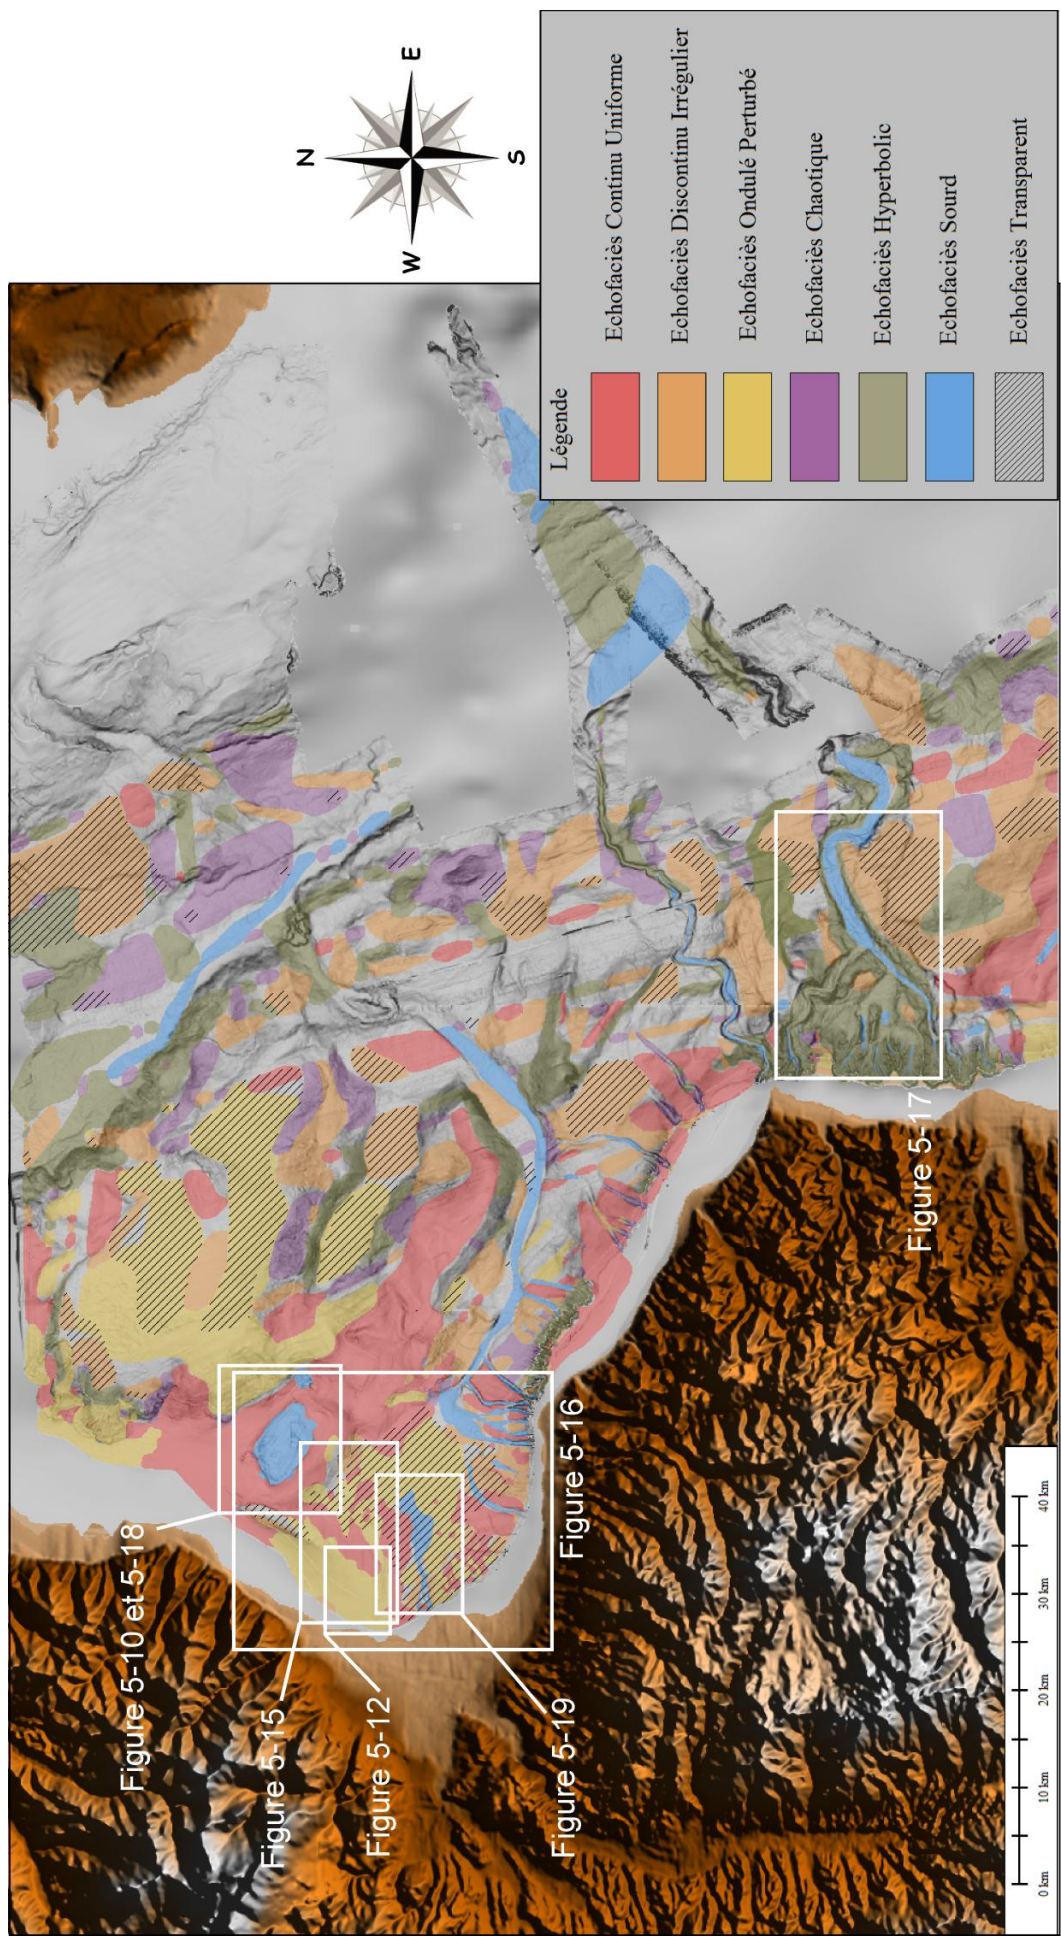 N
E
S
W
Légende
Echofaciès Continu Uniforme
Echofaciès Discontinu Irrégulier
Echofaciès Ondulé Perturbé
Echofaciès Chaotique
Echofaciès Hyperbolic
Echofaciès Sourd
Echofaciès Transparent
Figure 5-10 et 5-18
Figure 5-15
Figure 5-12
Figure 5-19
Figure 5-16
Figure 5-17
0 km
10 km
20 km
30 km
40 km